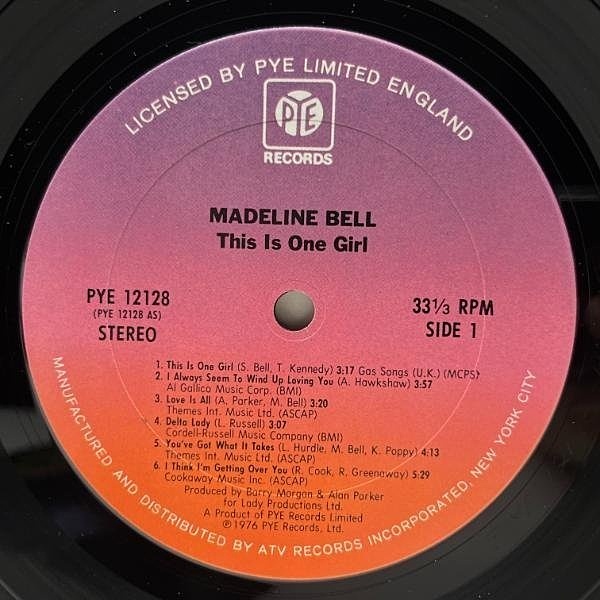 LICENSED BY PYE LIMITED ENGLAND
PYE
RECORDS
MADELINE BELL
This Is One Girl
PYE 12128
(PYE 12128 AS)
STEREO
33⅓ RPM
SIDE 1
1. This Is One Girl (S. Bell, T. Kennedy) 3:17 Gas Songs (U.K.) (MCPS)
2. I Always Seem To Wind Up Loving You (A. Hawkshaw) 3:57
Al Gallico Music Corp. (BMI)
3. Love Is All (A. Parker, M. Bell) 3:20
Themes Int. Music Ltd. (ASCAP)
4. Delta Lady (L. Russell) 3:07
Cordell-Russell Music Company (BMI)
5. You've Got What It Takes (L. Hurdle, M. Bell, K. Poppy) 4:13
Themes Int. Music Ltd. (ASCAP)
6. I Think I'm Getting Over You (R. Cook, R. Greenaway) 5:29
Cookaway Music Inc. (ASCAP)
Produced by Barry Morgan & Alan Parker
for Lady Productions Ltd.
A Product of PYE Records Limited
℗1976 PYE Records, Ltd.
MANUFACTURED AND DISTRIBUTED BY ATV RECORDS INCORPORATED, NEW YORK CITY